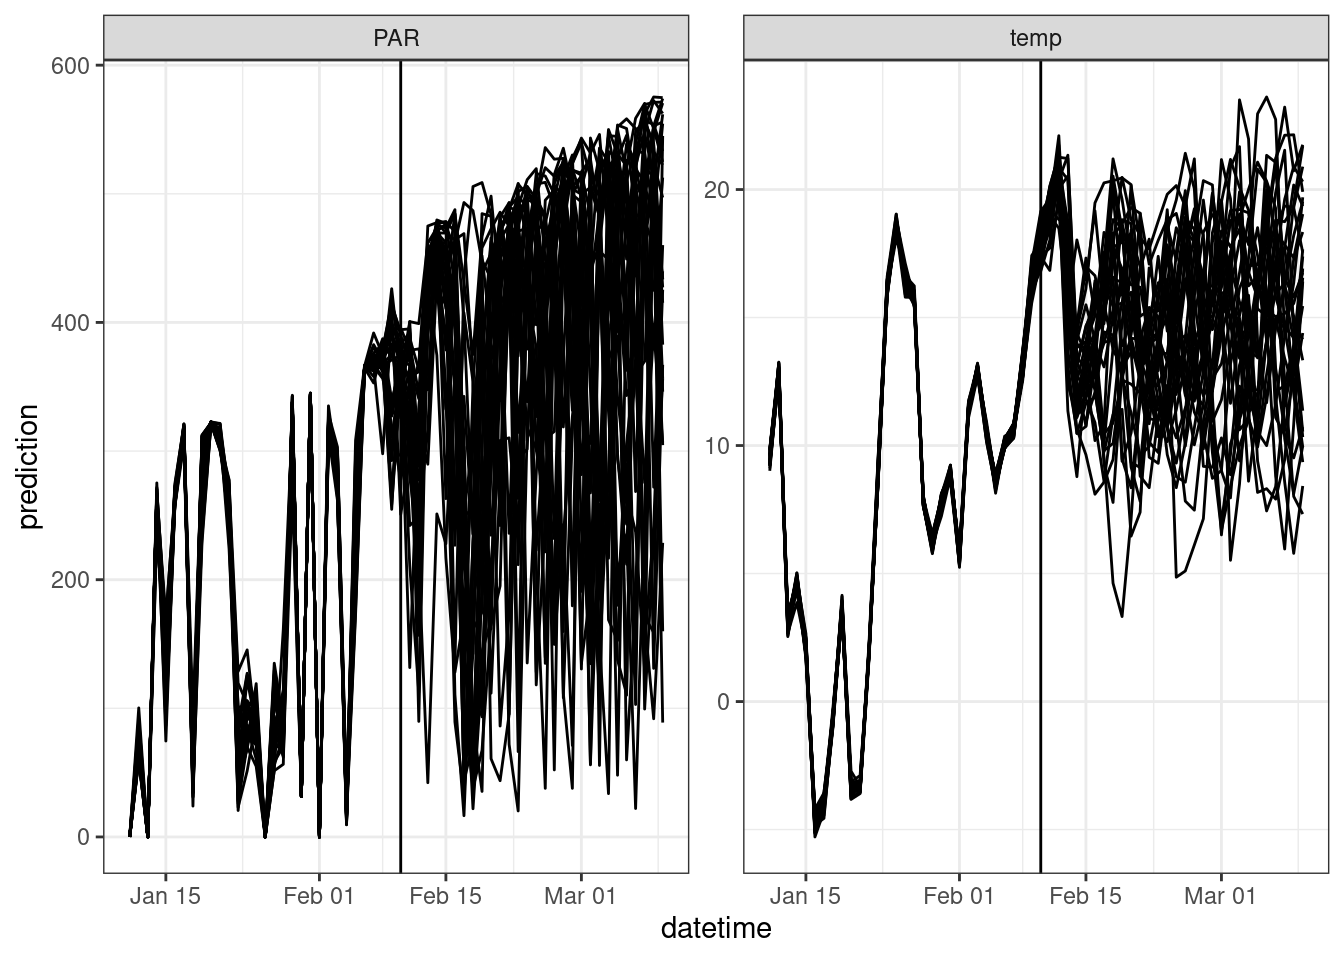 PAR
temp
prediction
600
400
200
0
20
10
0
Jan 15
Feb 01
Feb 15
Mar 01
Jan 15
Feb 01
Feb 15
Mar 01
datetime